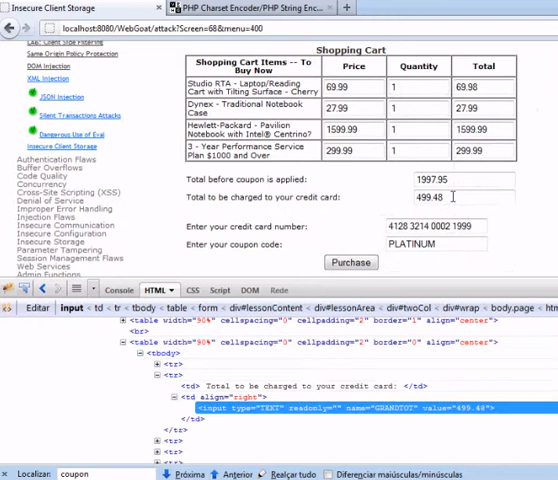 Insecure Client Storage
PHP Charset Encoder/PHP String Enc...
localhost:8080/WebGoat/attack?Screen=68&menu=400
LAB: Client Side Filtering
Same Origin Policy Protection
DOM Injection
XML Injection
JSON Injection
Silent Transactions Attacks
Dangerous Use of Eval
Insecure Client Storage
Authentication Flaws
Buffer Overflows
Code Quality
Concurrency
Cross-Site Scripting (XSS)
Denial of Service
Improper Error Handling
Injection Flaws
Insecure Communication
Insecure Configuration
Insecure Storage
Parameter Tampering
Session Management Flaws
Web Services
Admin Functions
Shopping Cart
Shopping Cart Items -- To Buy Now Price Quantity Total
Studio RTA - Laptop/Reading Cart with Tilting Surface - Cherry 69.99 1 69.98
Dynex - Traditional Notebook Case 27.99 1 27.99
Hewlett-Packard - Pavilion Notebook with Intel® Centrino? 1599.99 1 1599.99
3 - Year Performance Service Plan $1000 and Over 299.99 1 299.99
Total before coupon is applied: 1997.95
Total to be charged to your credit card: 499.48
Enter your credit card number: 4128 3214 0002 1999
Enter your coupon code: PLATINUM
Purchase
Console HTML CSS Script DOM
Editar input < td < tr < tbody < table < form < div#lessonContent < div#lessonArea < div#twoCol < div#wrap < body.page < htm
<table width="90%" cellspacing="0" cellpadding="2" border="1" align="center">
<br>
<table width="90%" cellspacing="0" cellpadding="2" border="0" align="center">
<tbody>
<tr>
<tr>
<td> Total to be charged to your credit card: </td>
<td align="right">
<input type="TEXT" readonly="" name="GRANDTOT" value="499.48">
</td>
</tr>
<tr>
<tr>
<tr>
Localizar: coupon Próxima Anterior Realçar tudo Diferenciar maiúsculas/minúsculas